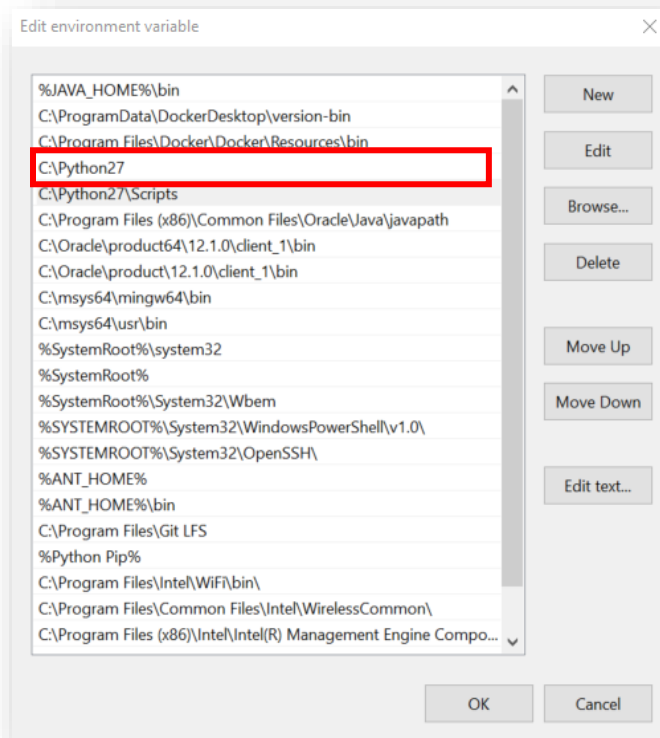 Edit environment variable
%JAVA_HOME%\bin
C:\ProgramData\DockerDesktop\version-bin
C:\Program Files\Docker\Docker\Resources\bin
C:\Python27
C:\Python27\Scripts
C:\Program Files (x86)\Common Files\Oracle\Java\javapath
C:\Oracle\product64\12.1.0\client_1\bin
C:\Oracle\product\12.1.0\client_1\bin
C:\msys64\mingw64\bin
C:\msys64\usr\bin
%SystemRoot%\system32
%SystemRoot%
%SystemRoot%\System32\Wbem
%SYSTEMROOT%\System32\WindowsPowerShell\v1.0\
%SYSTEMROOT%\System32\OpenSSH\
%ANT_HOME%
%ANT_HOME%\bin
C:\Program Files\Git LFS
%Python Pip%
C:\Program Files\Intel\WiFi\bin\
C:\Program Files\Common Files\Intel\WirelessCommon\
C:\Program Files (x86)\Intel\Intel(R) Management Engine Compo...
New
Edit
Browse...
Delete
Move Up
Move Down
Edit text...
OK
Cancel